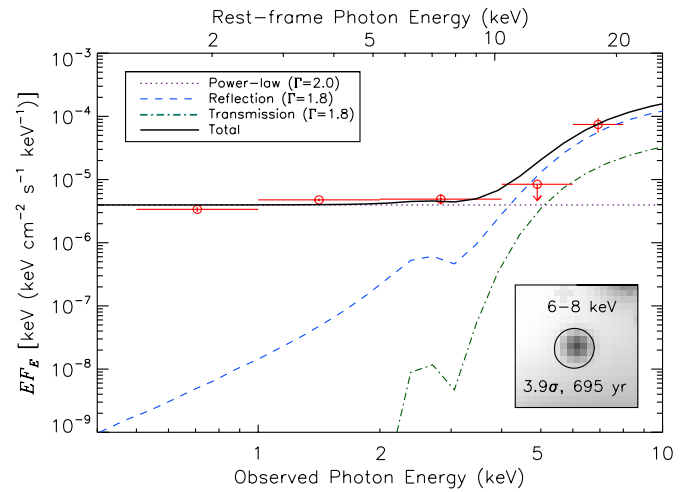 Rest-frame Photon Energy (keV)
2 5 10 20
10⁻³
10⁻⁴
10⁻⁵
10⁻⁶
10⁻⁷
10⁻⁸
10⁻⁹
EF_E [keV (keV cm⁻² s⁻¹ keV⁻¹)]
Power-law (Γ=2.0)
Reflection (Γ=1.8)
Transmission (Γ=1.8)
Total
6−8 keV
3.9σ, 695 yr
1 2 5 10
Observed Photon Energy (keV)